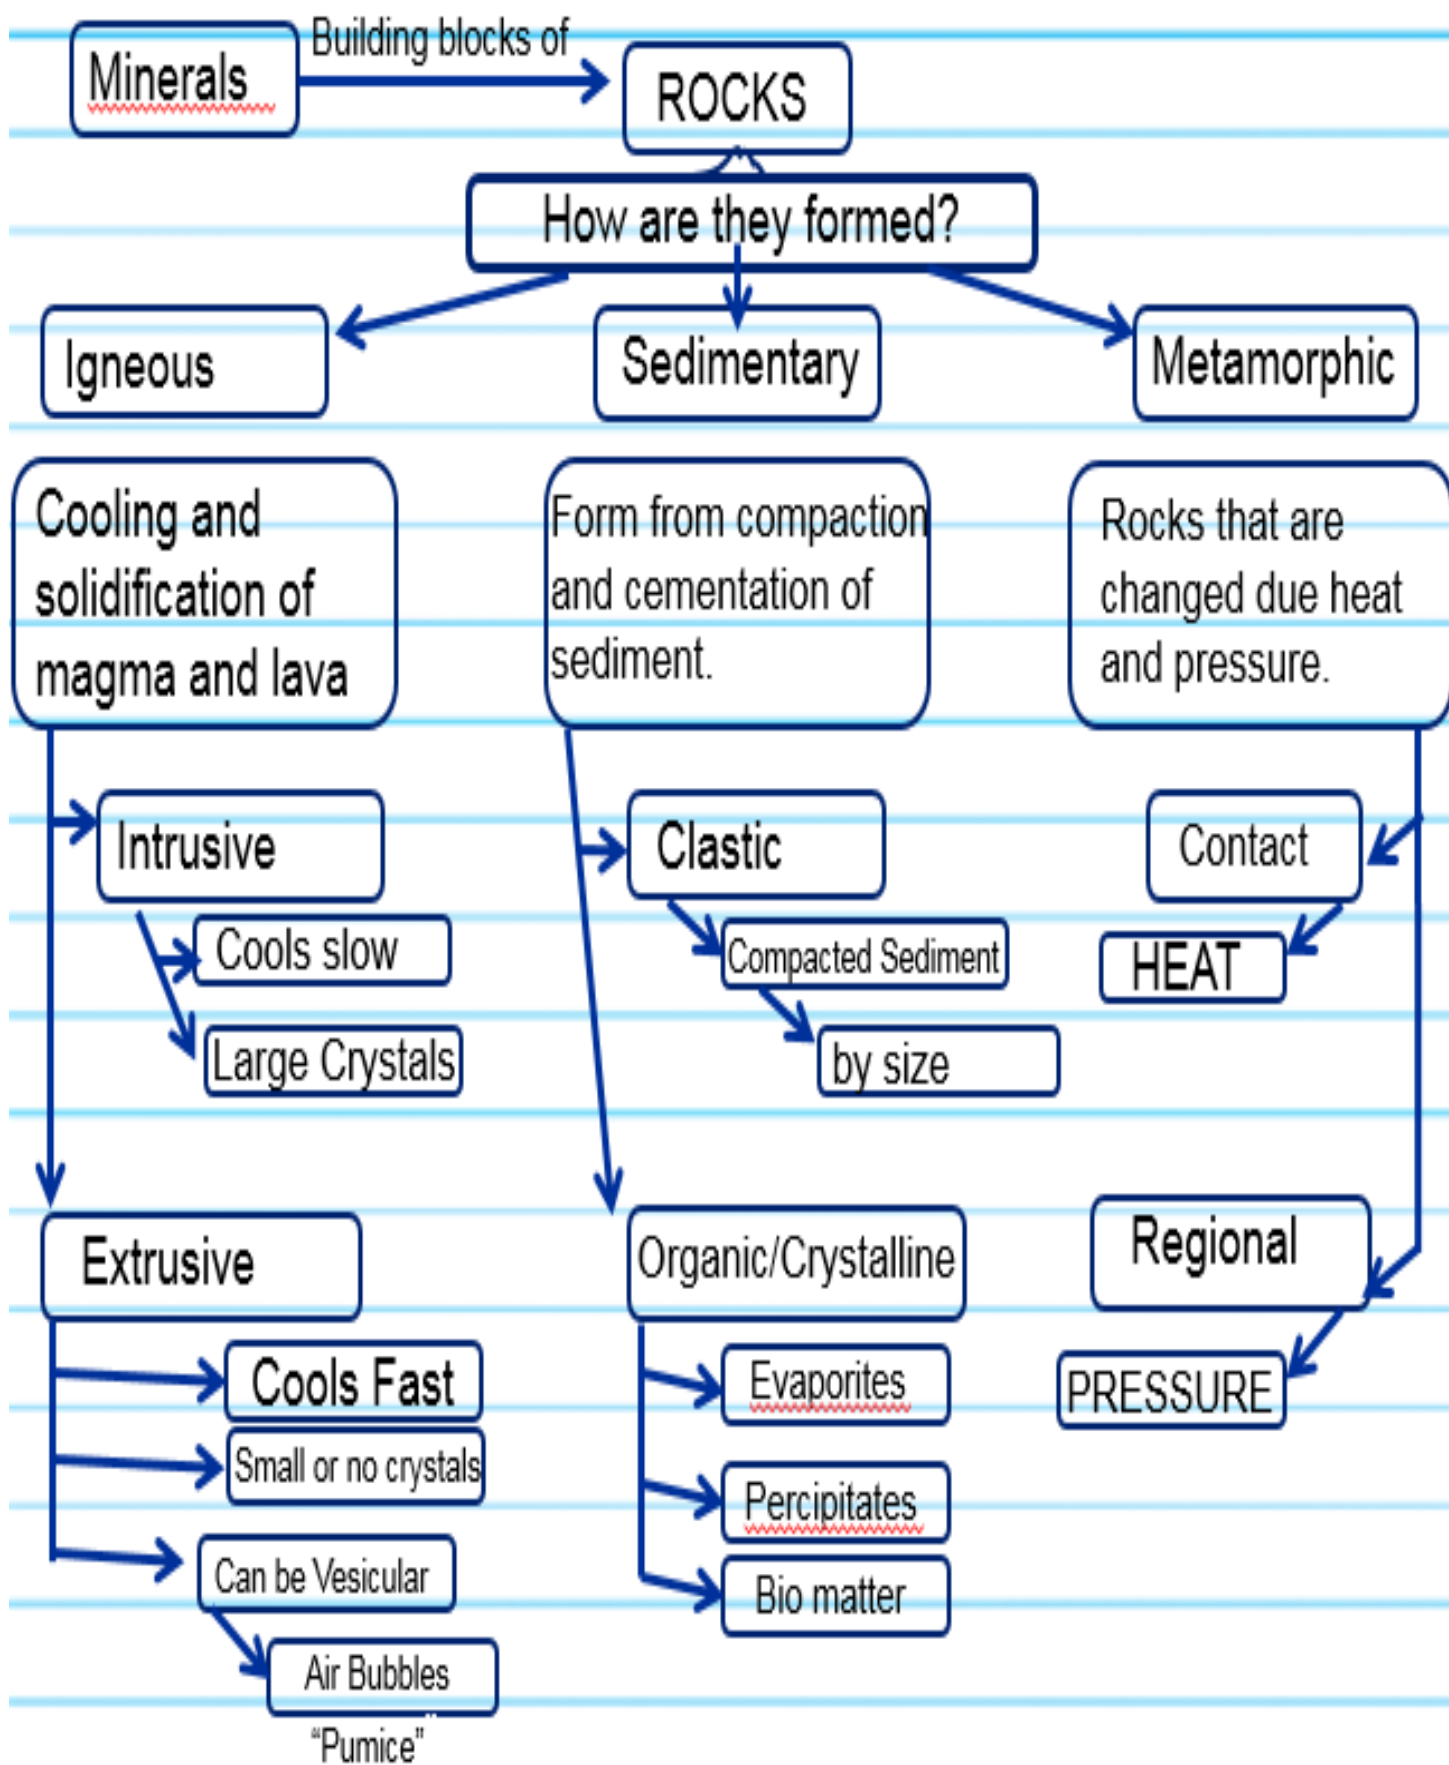 Minerals
Building blocks of
ROCKS
How are they formed?
Igneous
Sedimentary
Metamorphic
Cooling and
solidification of
magma and lava
Form from compaction
and cementation of
sediment.
Rocks that are
changed due heat
and pressure.
Intrusive
Cools slow
Large Crystals
Clastic
Compacted Sediment
by size
Contact
HEAT
Extrusive
Cools Fast
Small or no crystals
Can be Vesicular
Air Bubbles
“Pumice”
Organic/Crystalline
Evaporites
Percipitates
Bio matter
Regional
PRESSURE